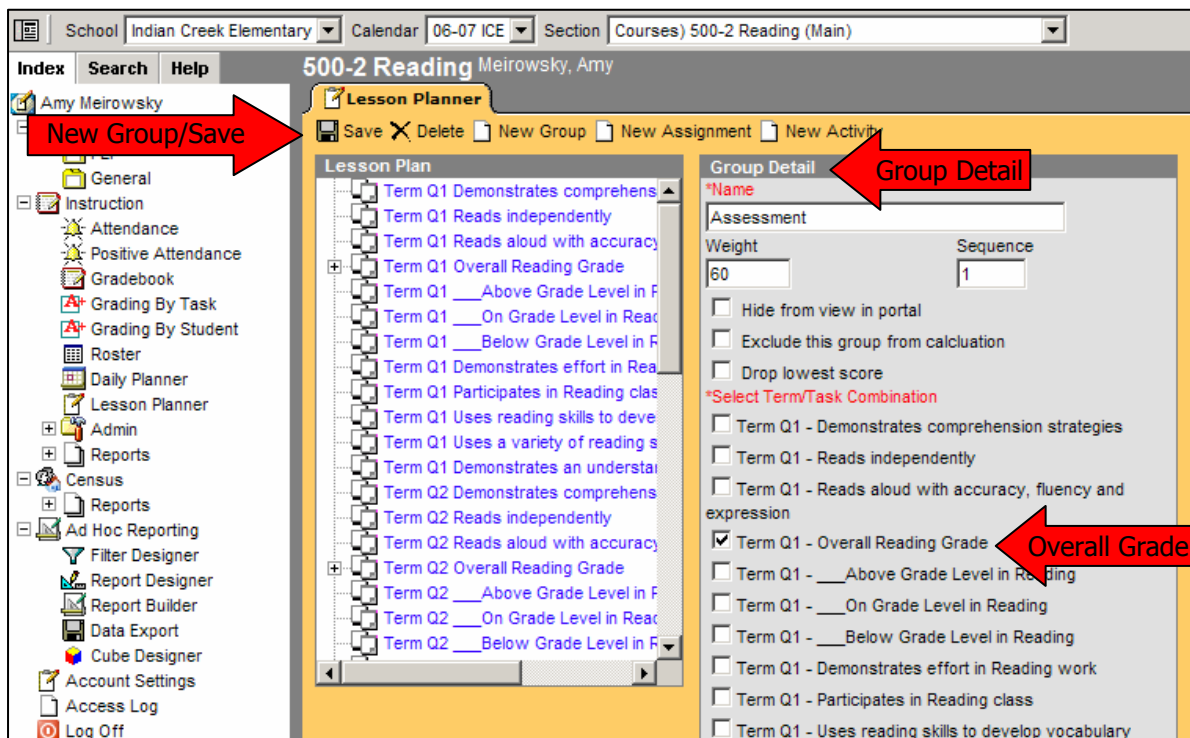 School Indian Creek Elementary Calendar 06-07 ICE Section Courses) 500-2 Reading (Main)
Index Search Help
500-2 Reading Meirowsky, Amy
Amy Meirowsky
New Group/Save
General
Instruction
Attendance
Positive Attendance
Gradebook
Grading By Task
Grading By Student
Roster
Daily Planner
Lesson Planner
Admin
Reports
Census
Reports
Ad Hoc Reporting
Filter Designer
Report Designer
Report Builder
Data Export
Cube Designer
Account Settings
Access Log
Log Off
Lesson Planner
Save Delete New Group New Assignment New Activity
Lesson Plan
Term Q1 Demonstrates comprehens
Term Q1 Reads independently
Term Q1 Reads aloud with accuracy
Term Q1 Overall Reading Grade
Term Q1 ___Above Grade Level in
Term Q1 ___On Grade Level in Read
Term Q1 ___Below Grade Level in R
Term Q1 Demonstrates effort in Rea
Term Q1 Participates in Reading clas
Term Q1 Uses reading skills to deve
Term Q1 Uses a variety of reading s
Term Q1 Demonstrates an understa
Term Q2 Demonstrates comprehens
Term Q2 Reads independently
Term Q2 Reads aloud with accuracy
Term Q2 Overall Reading Grade
Term Q2 ___Above Grade Level in
Term Q2 ___On Grade Level in Read
Term Q2 ___Below Grade Level in R
Group Detail
Group Detail
*Name
Assessment
Weight Sequence
60 1
Hide from view in portal
Exclude this group from calcluation
Drop lowest score
*Select Term/Task Combination
Term Q1 - Demonstrates comprehension strategies
Term Q1 - Reads independently
Term Q1 - Reads aloud with accuracy, fluency and
expression
Term Q1 - Overall Reading Grade
Overall Grade
Term Q1 - ___Above Grade Level in Reading
Term Q1 - ___On Grade Level in Reading
Term Q1 - ___Below Grade Level in Reading
Term Q1 - Demonstrates effort in Reading work
Term Q1 - Participates in Reading class
Term Q1 - Uses reading skills to develop vocabulary